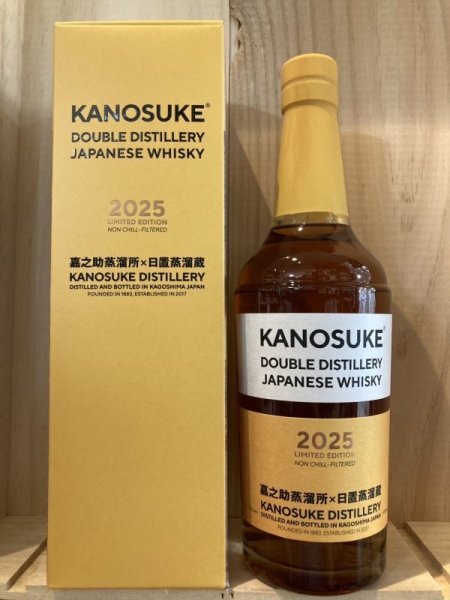 KANOSUKE®
DOUBLE DISTILLERY
JAPANESE WHISKY
2025
LIMITED EDITION
NON CHILL-FILTERED
嘉之助蒸溜所×日置蒸溜蔵
KANOSUKE DISTILLERY
DISTILLED AND BOTTLED IN KAGOSHIMA JAPAN
FOUNDED IN 1883, ESTABLISHED IN 2017
KANOSUKE®
DOUBLE DISTILLERY
JAPANESE WHISKY
2025
LIMITED EDITION
NON CHILL-FILTERED
嘉之助蒸溜所×日置蒸溜蔵
KANOSUKE DISTILLERY
DISTILLED AND BOTTLED IN KAGOSHIMA JAPAN
FOUNDED IN 1883, ESTABLISHED IN 2017